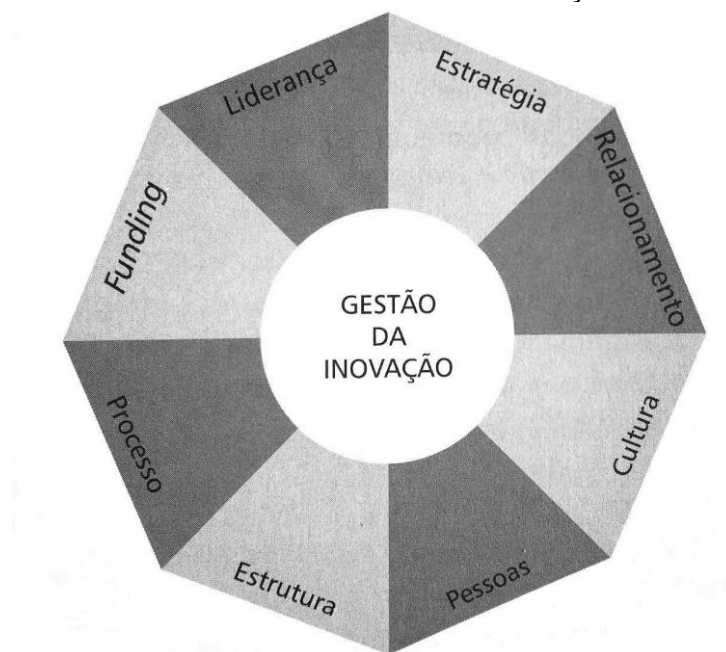 Liderança
Estratégia
Relacionamento
Cultura
Pessoas
Estrutura
Processo
Funding
GESTÃO
DA
INOVAÇÃO